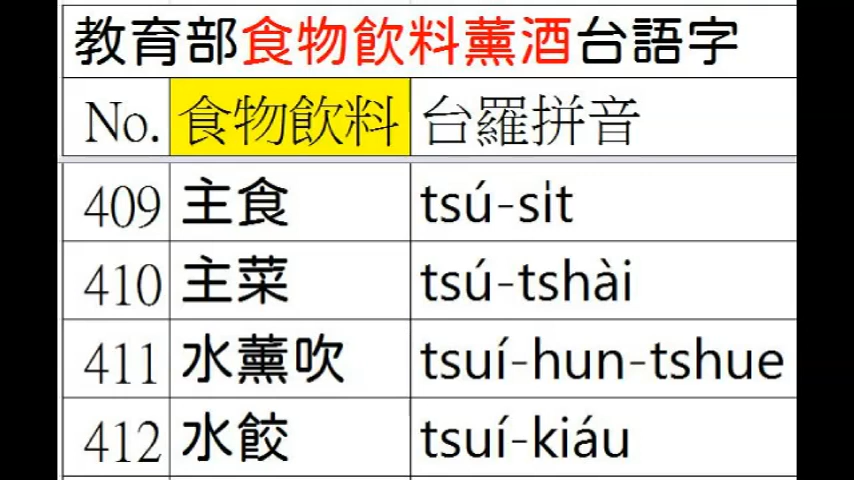 教育部食物飲料薰酒台語字
No. 食物飲料 台羅拼音
409 主食 tsú-si̍t
410 主菜 tsú-tshài
411 水薰吹 tsuí-hun-tshue
412 水餃 tsuí-kiáu